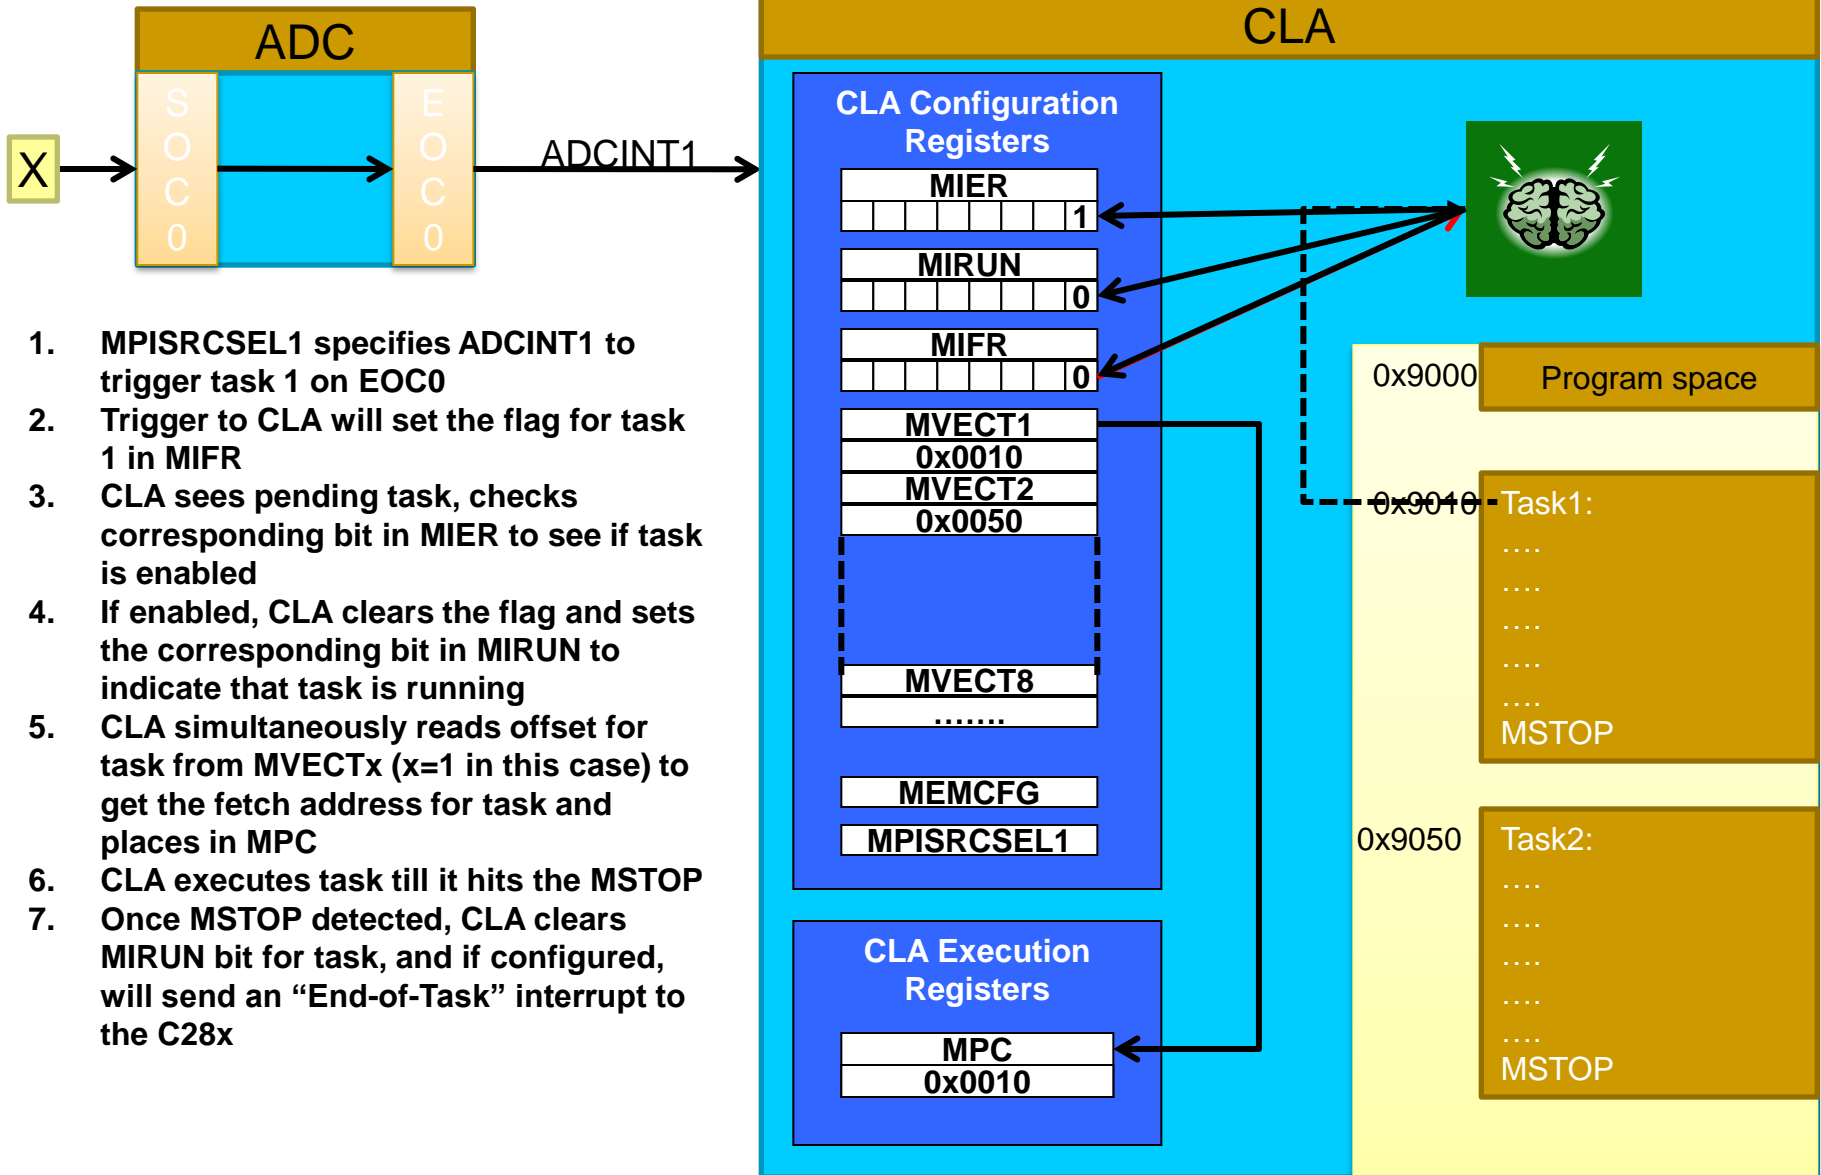 ADC
S
O
C
0
E
O
C
0
X
ADCINT1
1. MPISRCSEL1 specifies ADCINT1 to
trigger task 1 on EOC0
2. Trigger to CLA will set the flag for task
1 in MIFR
3. CLA sees pending task, checks
corresponding bit in MIER to see if task
is enabled
4. If enabled, CLA clears the flag and sets
the corresponding bit in MIRUN to
indicate that task is running
5. CLA simultaneously reads offset for
task from MVECTx (x=1 in this case) to
get the fetch address for task and
places in MPC
6. CLA executes task till it hits the MSTOP
7. Once MSTOP detected, CLA clears
MIRUN bit for task, and if configured,
will send an “End-of-Task” interrupt to
the C28x
CLA
CLA Configuration
Registers
MIER
1
MIRUN
0
MIFR
0
MVECT1
0x0010
MVECT2
0x0050
MVECT8
.......
MEMCFG
MPISRCSEL1
CLA Execution
Registers
MPC
0x0010
0x9000
Program space
0x9010
Task1:
....
....
....
....
....
MSTOP
0x9050
Task2:
....
....
....
....
....
MSTOP